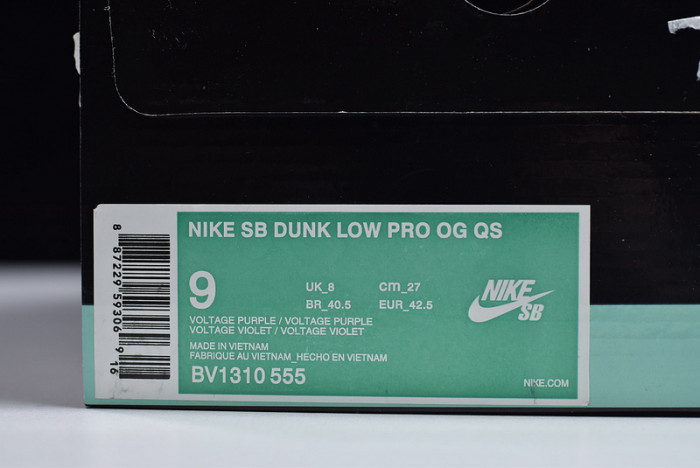 NIKE SB DUNK LOW PRO OG QS
9
UK_8 cm_27
BR_40.5 EUR_42.5
NIKE
SB
VOLTAGE PURPLE / VOLTAGE PURPLE
VOLTAGE VIOLET / VOLTAGE VIOLET
MADE IN VIETNAM
FABRIQUE AU VIETNAM_HECHO EN VIETNAM
BV1310 555
NIKE.COM
8 87229 59306 9 16